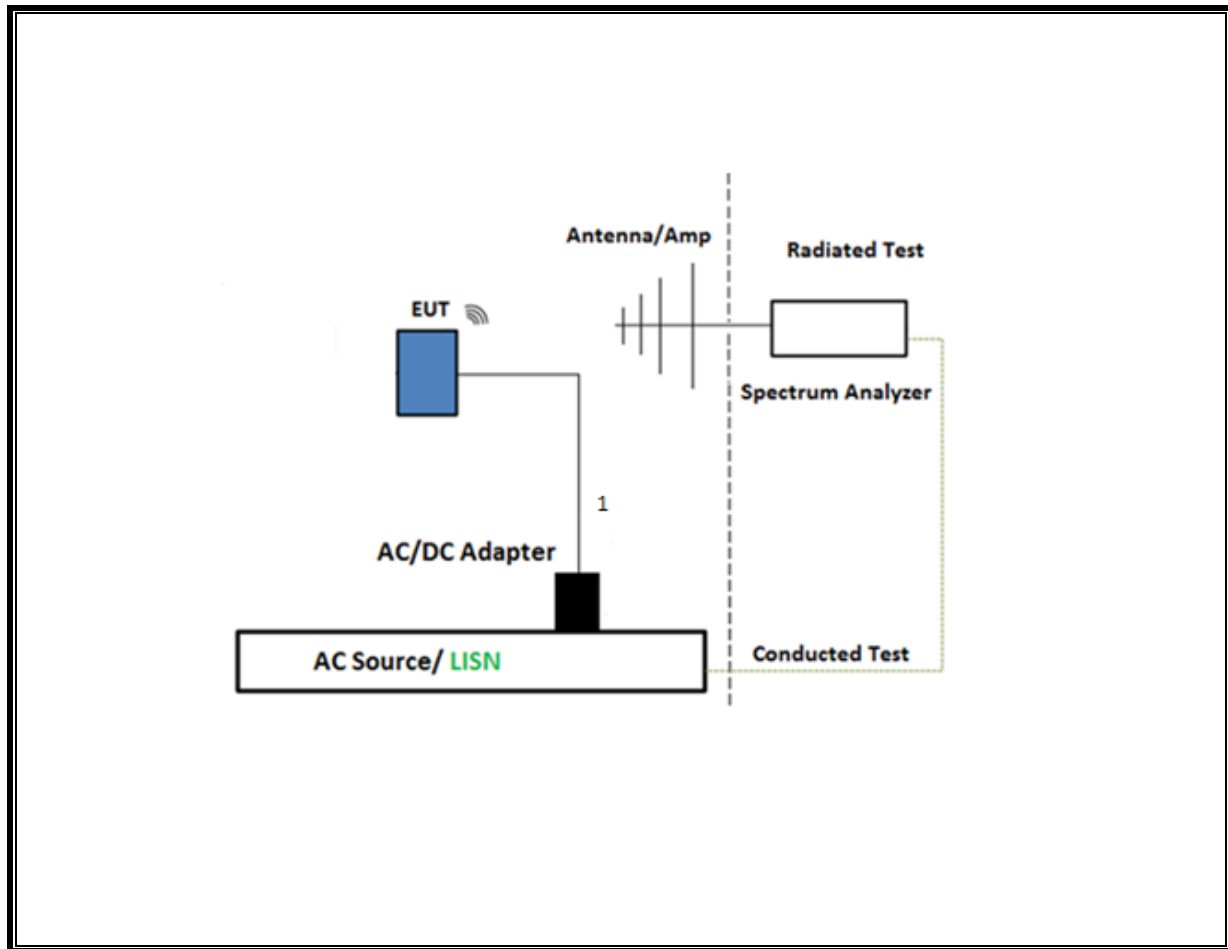 Antenna/Amp
Radiated Test
EUT
Spectrum Analyzer
1
AC/DC Adapter
AC Source/ LISN
Conducted Test